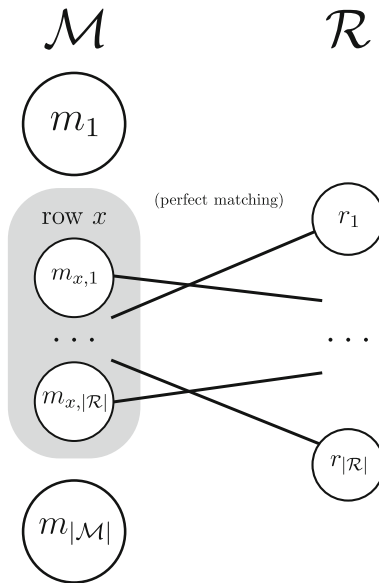 ℳ ℛ
m₁
(perfect matching)
row x
r₁
mₓ,₁
· · · · · ·
mₓ,|ℛ|
r|ℛ|
m|ℳ|